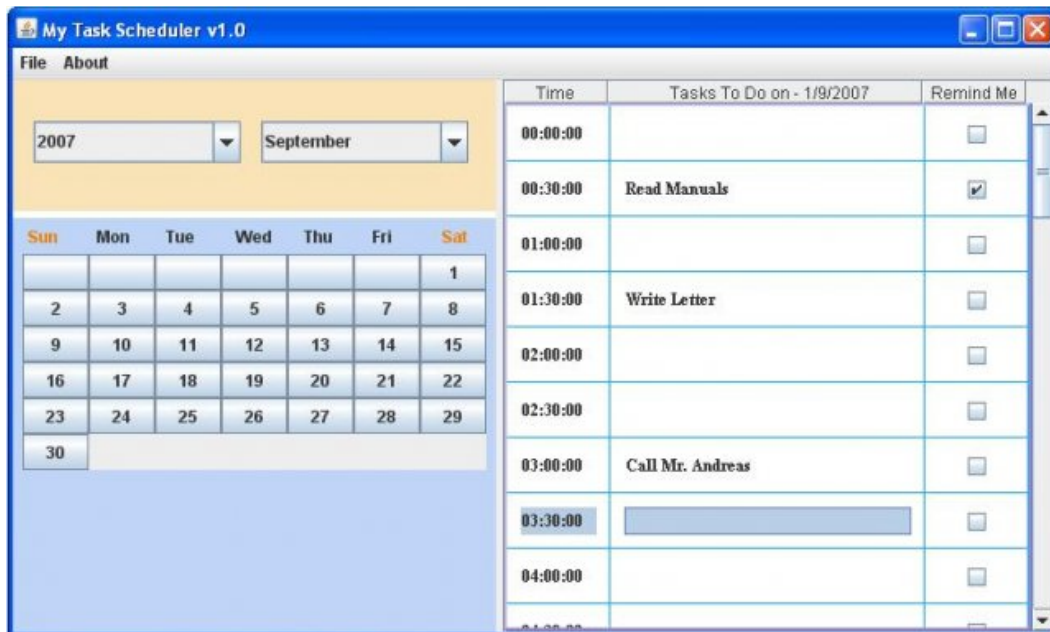 My Task Scheduler v1.0
File About
2007 September
Sun Mon Tue Wed Thu Fri Sat
1
2 3 4 5 6 7 8
9 10 11 12 13 14 15
16 17 18 19 20 21 22
23 24 25 26 27 28 29
30
Time Tasks To Do on - 1/9/2007 Remind Me
00:00:00
00:30:00 Read Manuals
01:00:00
01:30:00 Write Letter
02:00:00
02:30:00
03:00:00 Call Mr. Andreas
03:30:00
04:00:00